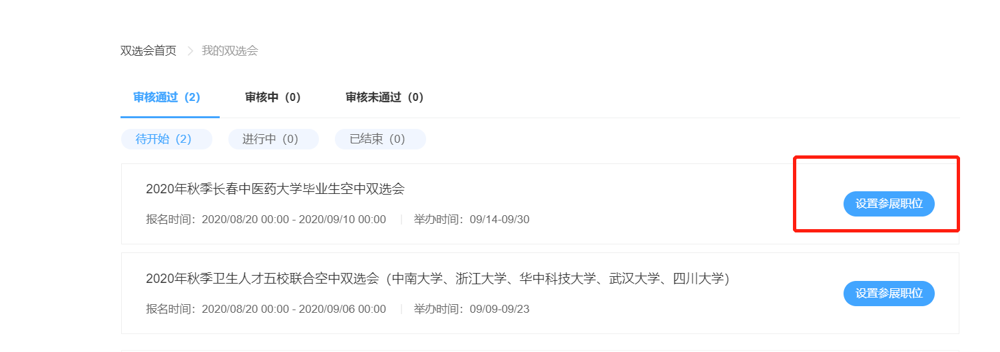 双选会首页 > 我的双选会
审核通过（2） 审核中（0） 审核未通过（0）
待开始（2） 进行中（0） 已结束（0）
2020年秋季长春中医药大学毕业生空中双选会
设置参展职位
报名时间：2020/08/20 00:00 - 2020/09/10 00:00 | 举办时间：09/14-09/30
2020年秋季卫生人才五校联合空中双选会（中南大学、浙江大学、华中科技大学、武汉大学、四川大学）
设置参展职位
报名时间：2020/08/20 00:00 - 2020/09/06 00:00 | 举办时间：09/09-09/23